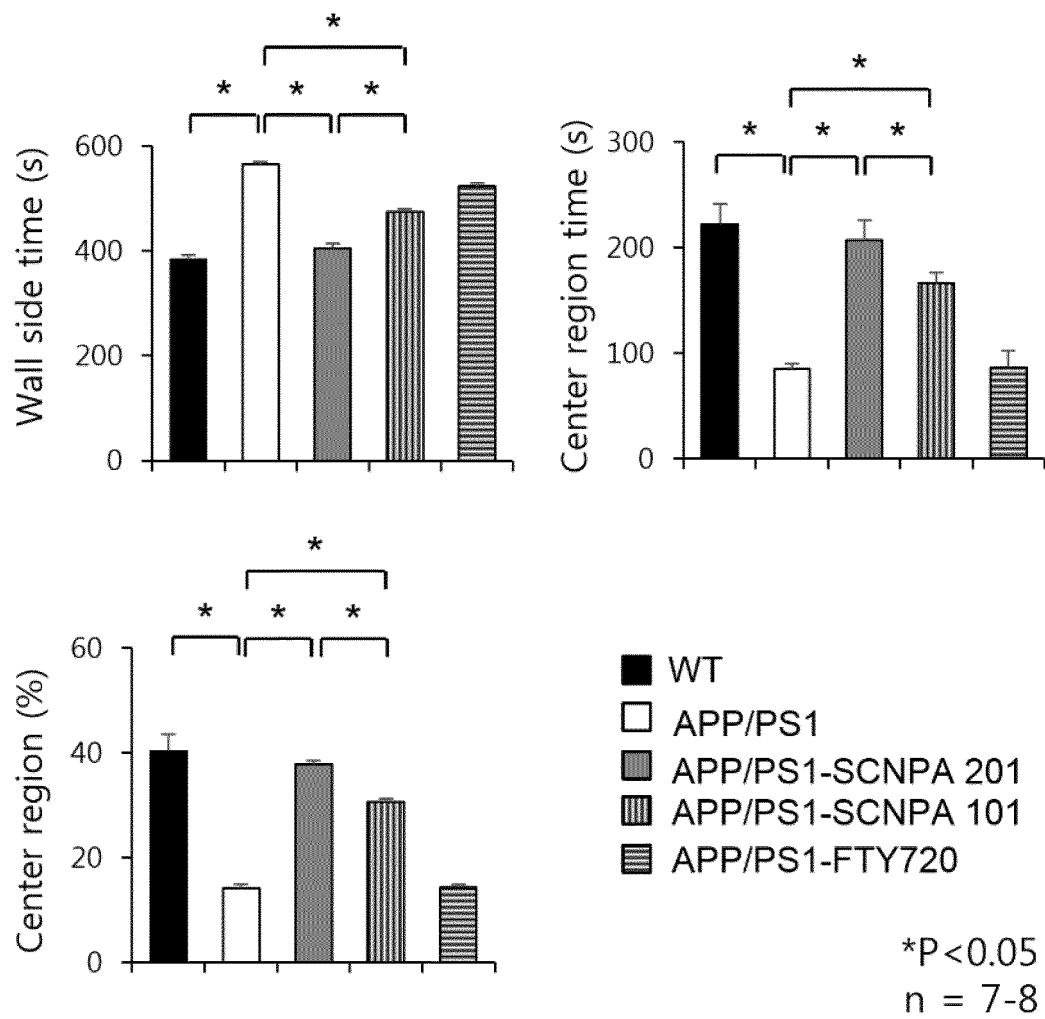 *
* * *
Wall side time (s)
600
400
200
0
*
* * *
Center region time (s)
300
200
100
0
*
* * *
Center region (%)
60
40
20
0
WT
APP/PS1
APP/PS1-SCNPA 201
APP/PS1-SCNPA 101
APP/PS1-FTY720
*P<0.05
n = 7-8